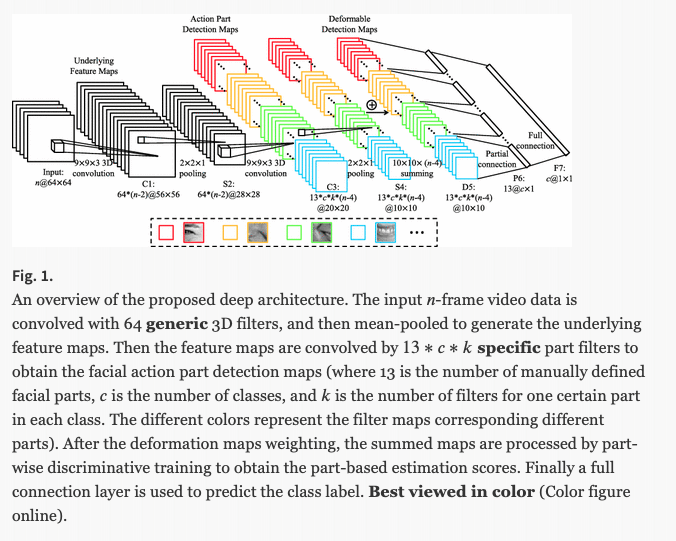 Action Part
Detection Maps
Deformable
Detection Maps
Underlying
Feature Maps
Input:
n@64×64
9×9×3 3D
convolution
C1:
64*(n-2)@56×56
2×2×1
pooling
S2:
64*(n-2)@28×28
9×9×3 3D
convolution
C3:
13*c*k*(n-4)
@20×20
2×2×1
pooling
S4:
13*c*k*(n-4)
@10×10
10×10× (n-4)
summing
D5:
13*c*k*(n-4)
@10×10
Partial
connection
P6:
13@c×1
Full
connection
F7:
c@1×1
Fig. 1.
An overview of the proposed deep architecture. The input n-frame video data is
convolved with 64 generic 3D filters, and then mean-pooled to generate the underlying
feature maps. Then the feature maps are convolved by 13 ∗ c ∗ k specific part filters to
obtain the facial action part detection maps (where 13 is the number of manually defined
facial parts, c is the number of classes, and k is the number of filters for one certain part
in each class. The different colors represent the filter maps corresponding different
parts). After the deformation maps weighting, the summed maps are processed by part-
wise discriminative training to obtain the part-based estimation scores. Finally a full
connection layer is used to predict the class label. Best viewed in color (Color figure
online).